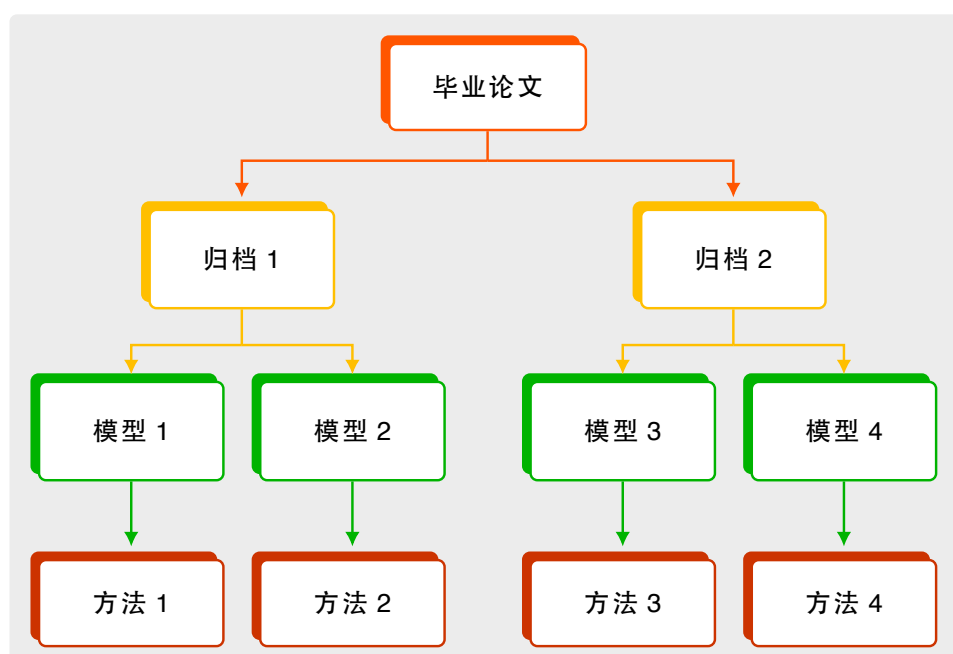 毕业论文
归档 1
归档 2
模型 1
模型 2
模型 3
模型 4
方法 1
方法 2
方法 3
方法 4